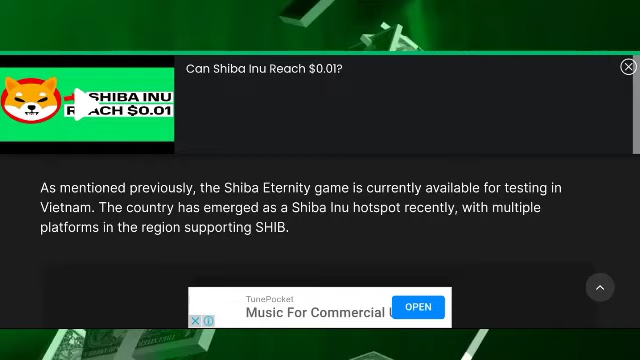 Can Shiba Inu Reach $0.01?
SHIBA INU
REACH $0.01
As mentioned previously, the Shiba Eternity game is currently available for testing in
Vietnam. The country has emerged as a Shiba Inu hotspot recently, with multiple
platforms in the region supporting SHIB.
TunePocket
Music For Commercial
OPEN